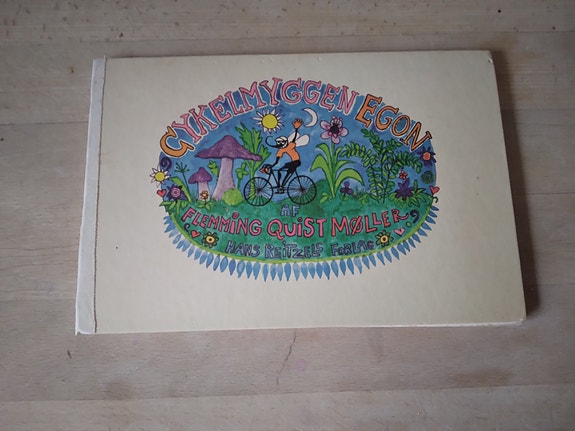 CYKELMYGGEN EGON
AF
FLEMMING QUIST MØLLER
HANS REITZELS FORLAG